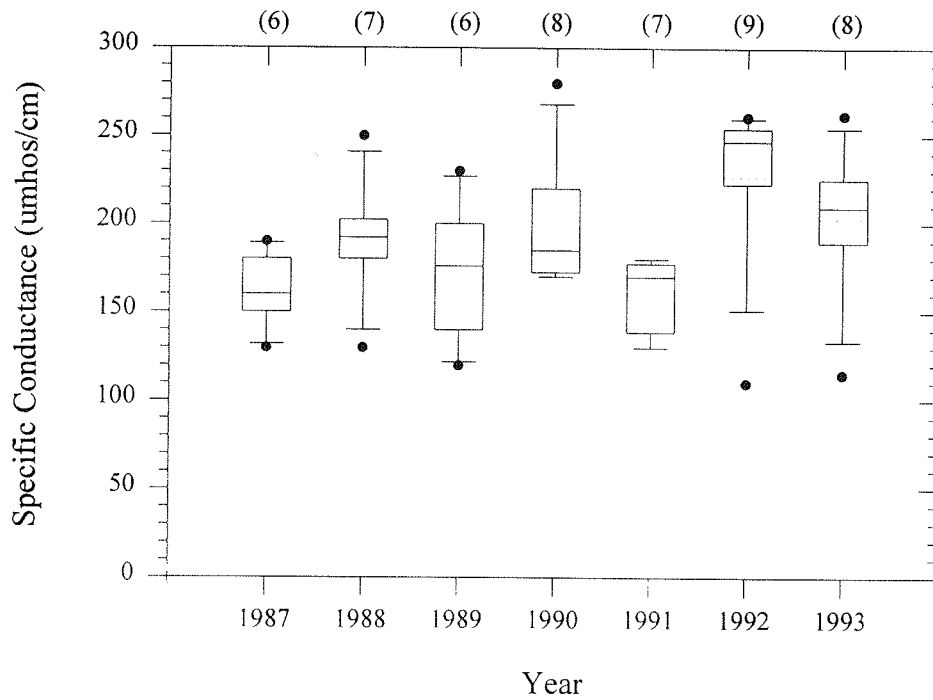 (6) (7) (6) (8) (7) (9) (8)
300
250
200
150
100
50
0
Specific Conductance (umhos/cm)
1987 1988 1989 1990 1991 1992 1993
Year